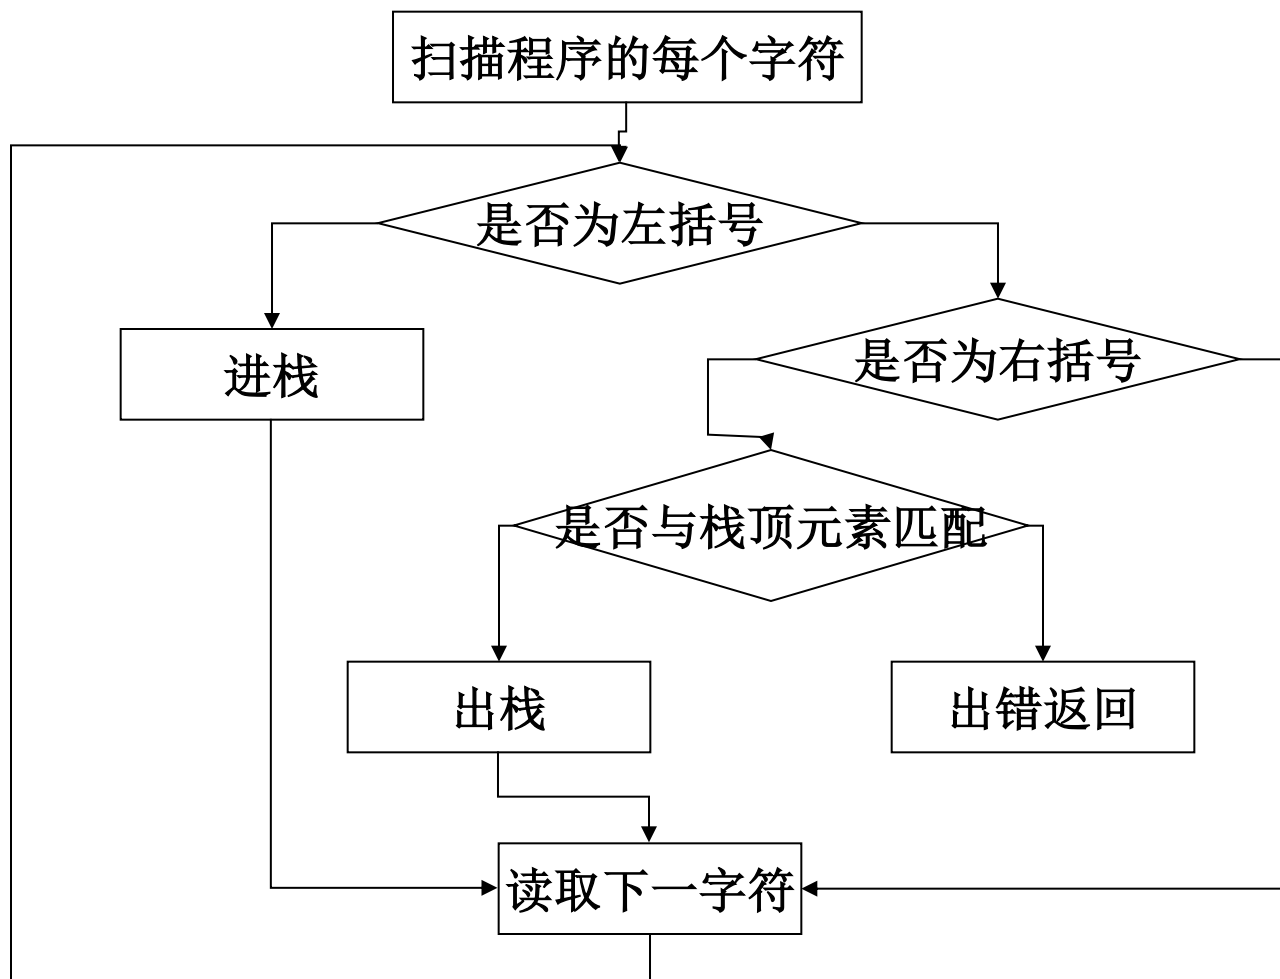 扫描程序的每个字符
是否为左括号
进栈
是否为右括号
是否与栈顶元素匹配
出栈
出错返回
读取下一字符